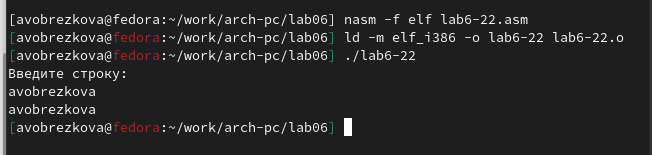 [avobrezkova@fedora:~/work/arch-pc/lab06] nasm -f elf lab6-22.asm
[avobrezkova@fedora:~/work/arch-pc/lab06] ld -m elf_i386 -o lab6-22 lab6-22.o
[avobrezkova@fedora:~/work/arch-pc/lab06] ./lab6-22
Введите строку:
avobrezkova
avobrezkova
[avobrezkova@fedora:~/work/arch-pc/lab06]